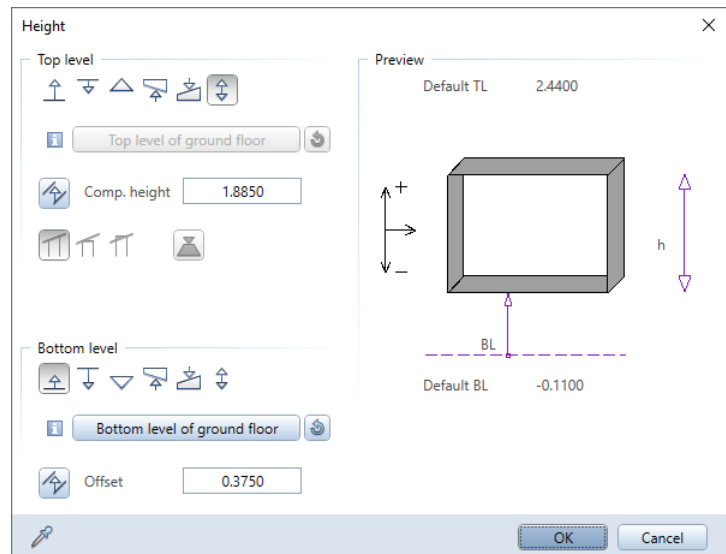 Height
Top level
Top level of ground floor
Comp. height 1.8850
Preview
Default TL 2.4400
+
h
−
BL
Default BL -0.1100
Bottom level
Bottom level of ground floor
Offset 0.3750
OK Cancel